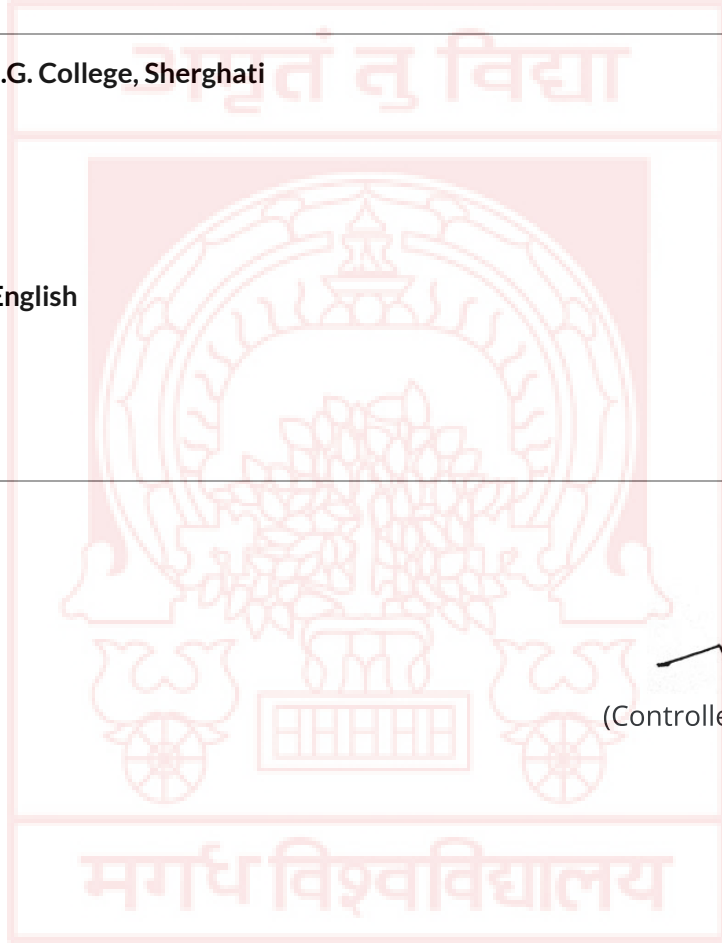 अमृतं तु विद्या
.G. College, Sherghati
English
(Controlle
मगध विश्वविद्यालय